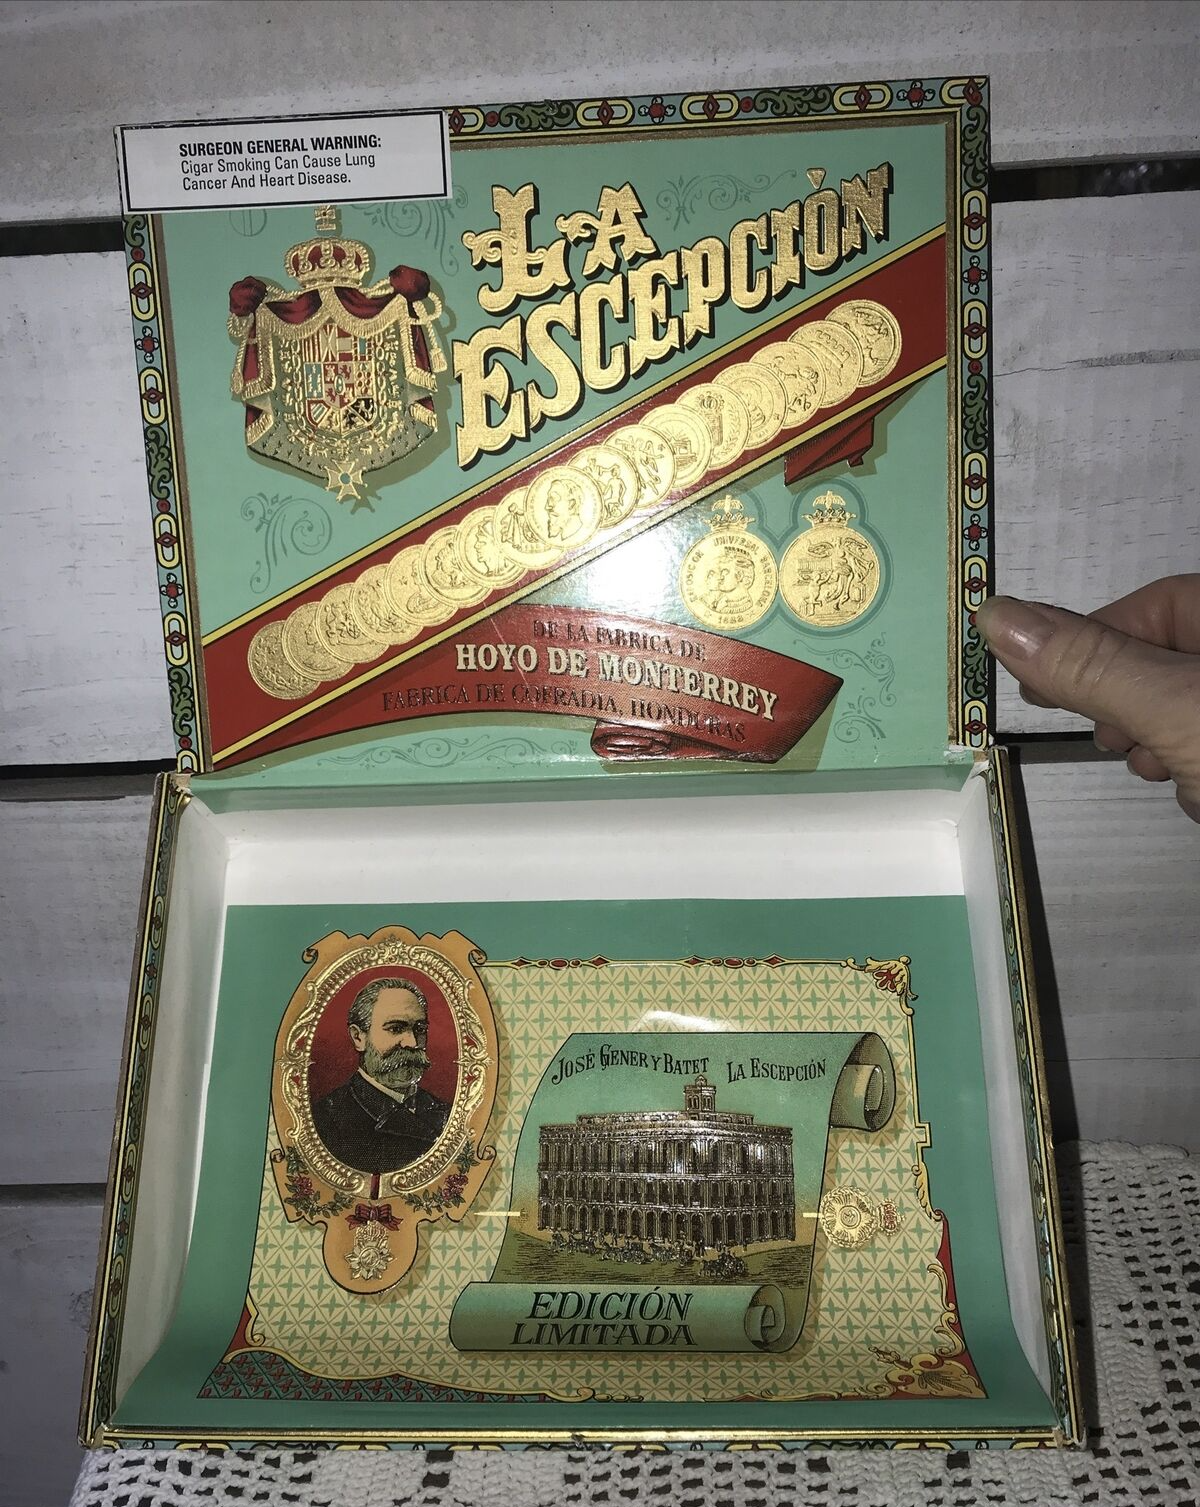 SURGEON GENERAL WARNING:
Cigar Smoking Can Cause Lung
Cancer And Heart Disease.
LA
ESCEPCIÓN
DE LA FABRICA DE
HOYO DE MONTERREY
FABRICA DE COFRADIA, HONDURAS
JOSÉ GENER Y BATET LA ESCEPCIÓN
EDICIÓN
LIMITADA